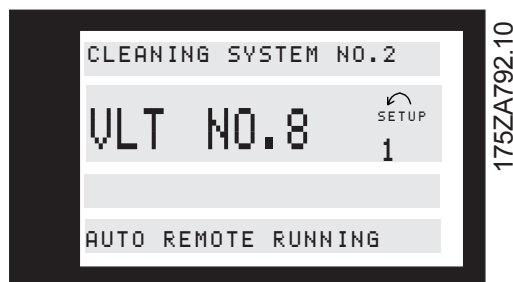 CLEANING SYSTEM NO.2
VLT NO.8
SETUP
1
AUTO REMOTE RUNNING
175ZA792.10